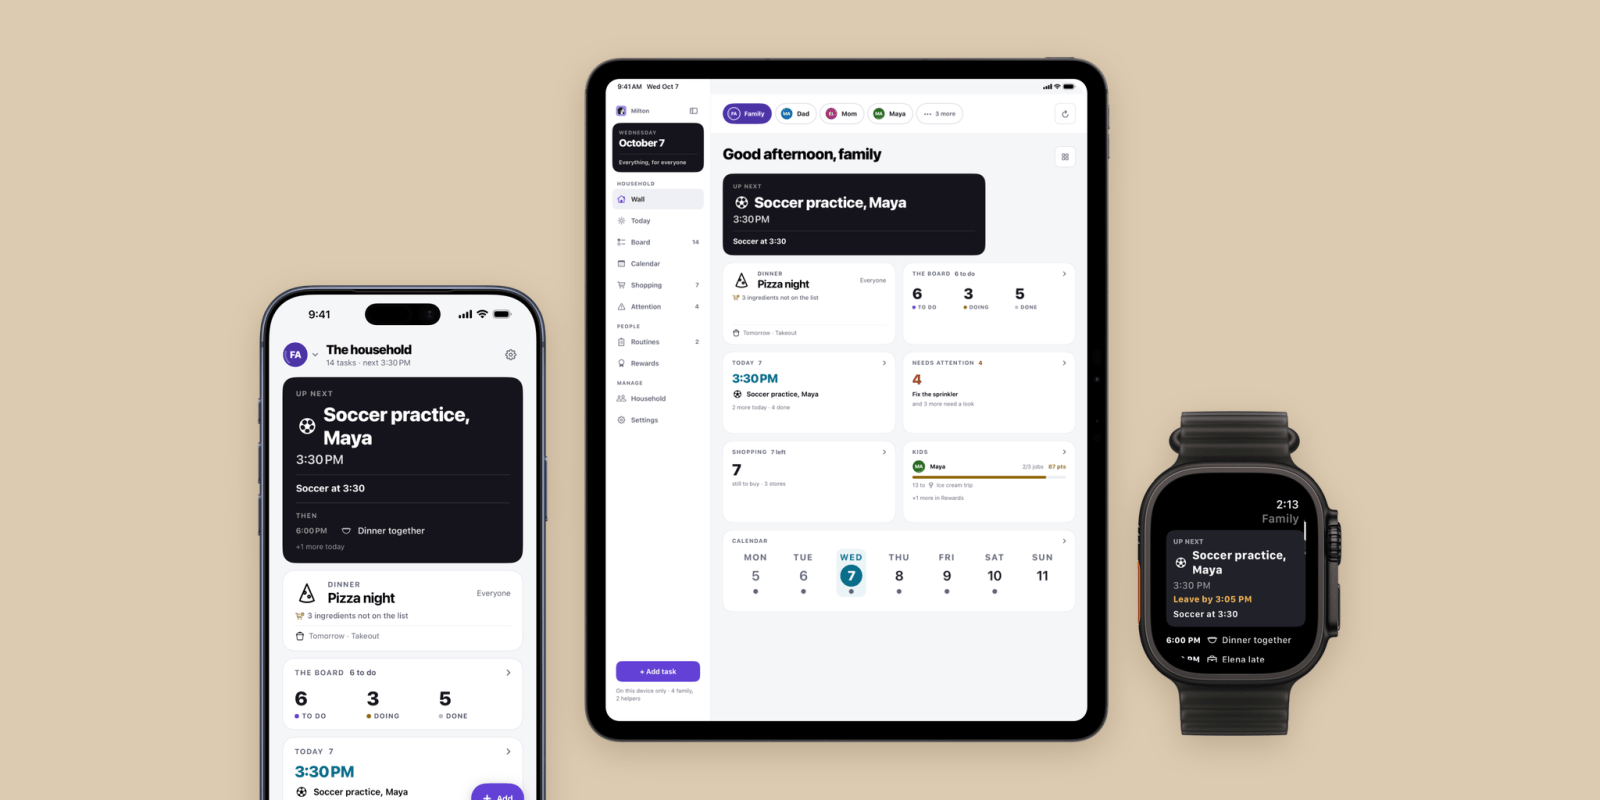 9:41
FA
The household
14 tasks · next 3:30 PM
UP NEXT
Soccer practice,
Maya
3:30 PM
Soccer at 3:30
THEN
6:00 PM Dinner together
+1 more today
DINNER
Pizza night
Everyone
3 ingredients not on the list
Tomorrow · Takeout
THE BOARD 6 to do
6 3 5
TO DO DOING DONE
TODAY 7
3:30 PM
Soccer practice, Maya
+ Add
9:41 AM Wed Oct 7
Milton
WEDNESDAY
October 7
Everything, for everyone
HOUSEHOLD
Wall
Today
Board 14
Calendar
Shopping 7
Attention 4
PEOPLE
Routines 2
Rewards
MANAGE
Household
Settings
+ Add task
On this device only · 4 family,
2 helpers
FA Family MA Dad EL Mom MA Maya ••• 3 more
Good afternoon, family
UP NEXT
Soccer practice, Maya
3:30 PM
Soccer at 3:30
DINNER
Pizza night
Everyone
3 ingredients not on the list
Tomorrow · Takeout
THE BOARD 6 to do
6 3 5
TO DO DOING DONE
TODAY 7
3:30 PM
Soccer practice, Maya
2 more today · 4 done
NEEDS ATTENTION 4
4
Fix the sprinkler
and 3 more need a look
SHOPPING 7 left
7
still to buy · 3 stores
KIDS
MA Maya 2/3 jobs 87 pts
13 to Ice cream trip
+1 more in Rewards
CALENDAR
MON TUE WED THU FRI SAT SUN
5 6 7 8 9 10 11
2:13
Family
UP NEXT
Soccer practice,
Maya
3:30 PM
Leave by 3:05 PM
Soccer at 3:30
6:00 PM Dinner together
PM Elena late